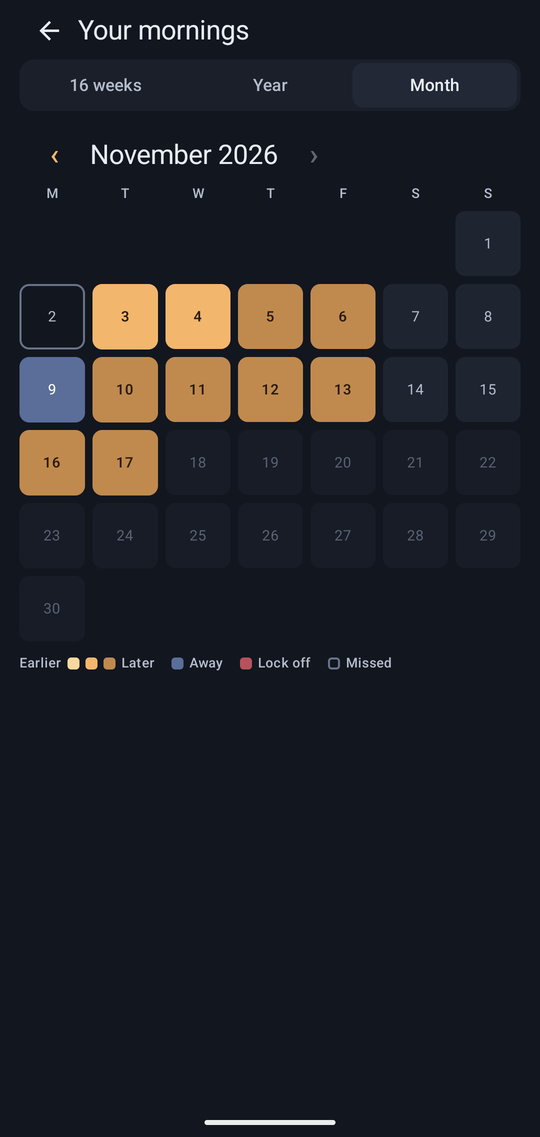 Your mornings
16 weeks Year Month
‹ November 2026 ›
M T W T F S S
1
2 3 4 5 6 7 8
9 10 11 12 13 14 15
16 17 18 19 20 21 22
23 24 25 26 27 28 29
30
Earlier Later Away Lock off Missed